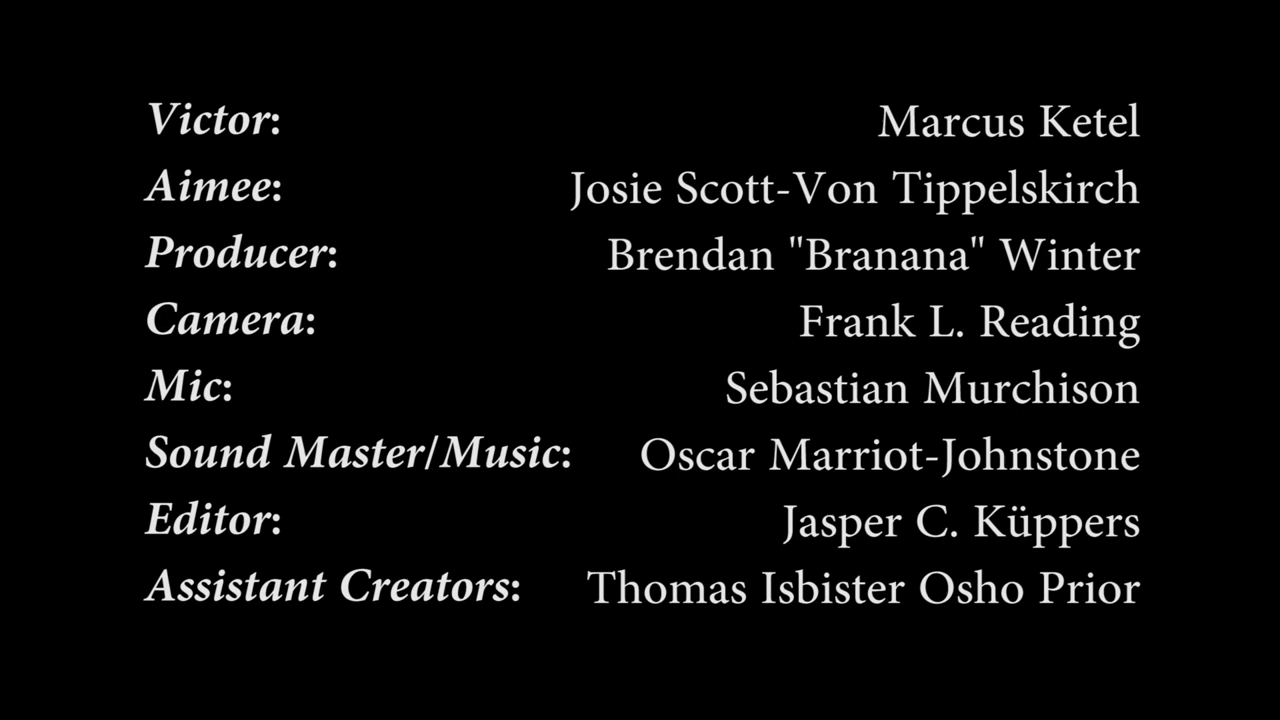 Victor: Marcus Ketel
Aimee: Josie Scott-Von Tippelskirch
Producer: Brendan "Branana" Winter
Camera: Frank L. Reading
Mic: Sebastian Murchison
Sound Master/Music: Oscar Marriot-Johnstone
Editor: Jasper C. Küppers
Assistant Creators: Thomas Isbister Osho Prior